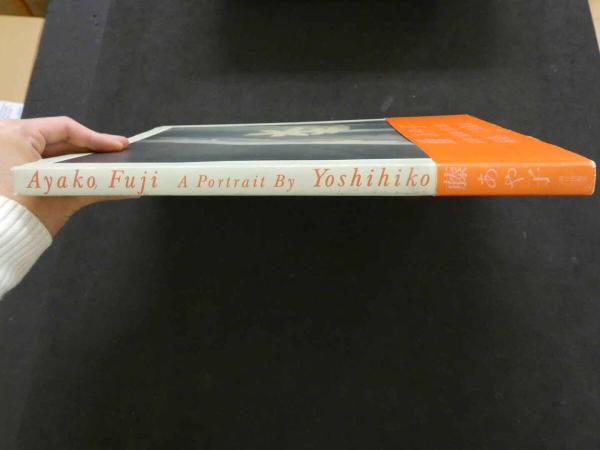 Ayako, Fuji A Portrait By Yoshihiko 藤あや子